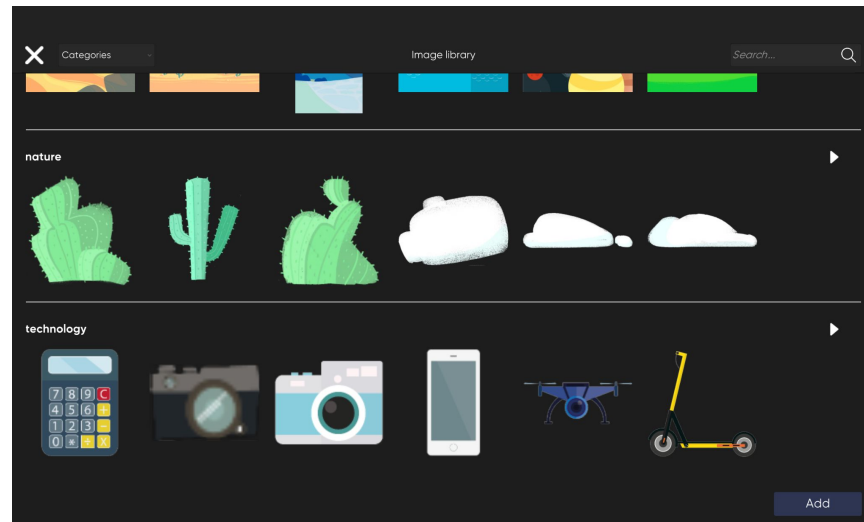 Categories
Image library
Search...
nature
technology
7 8 9 C
4 5 6 +
1 2 3 −
0 * + X
Add